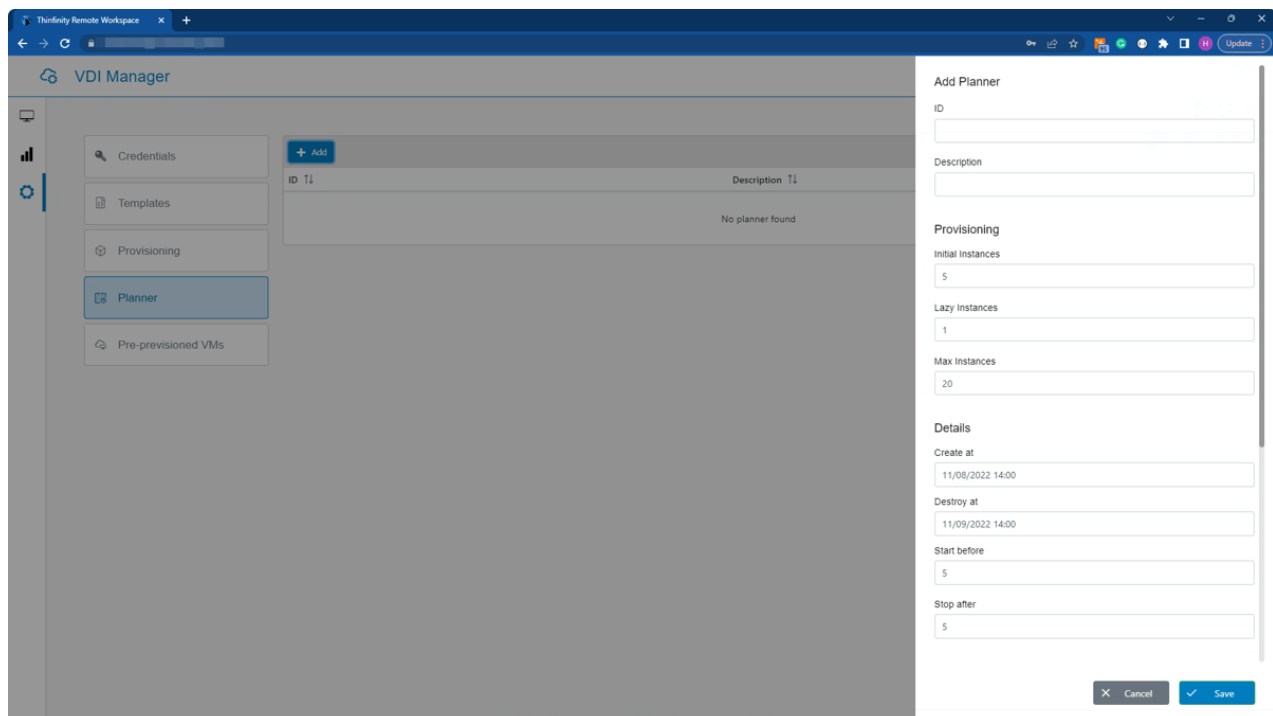 Thinfinity Remote Workspace
Update
VDI Manager
Credentials
Templates
Provisioning
Planner
Pre-previsioned VMs
Add
ID
Description
No planner found
Add Planner
ID
Description
Provisioning
Initial Instances
5
Lazy Instances
1
Max Instances
20
Details
Create at
11/08/2022 14:00
Destroy at
11/09/2022 14:00
Start before
5
Stop after
5
Cancel
Save
H